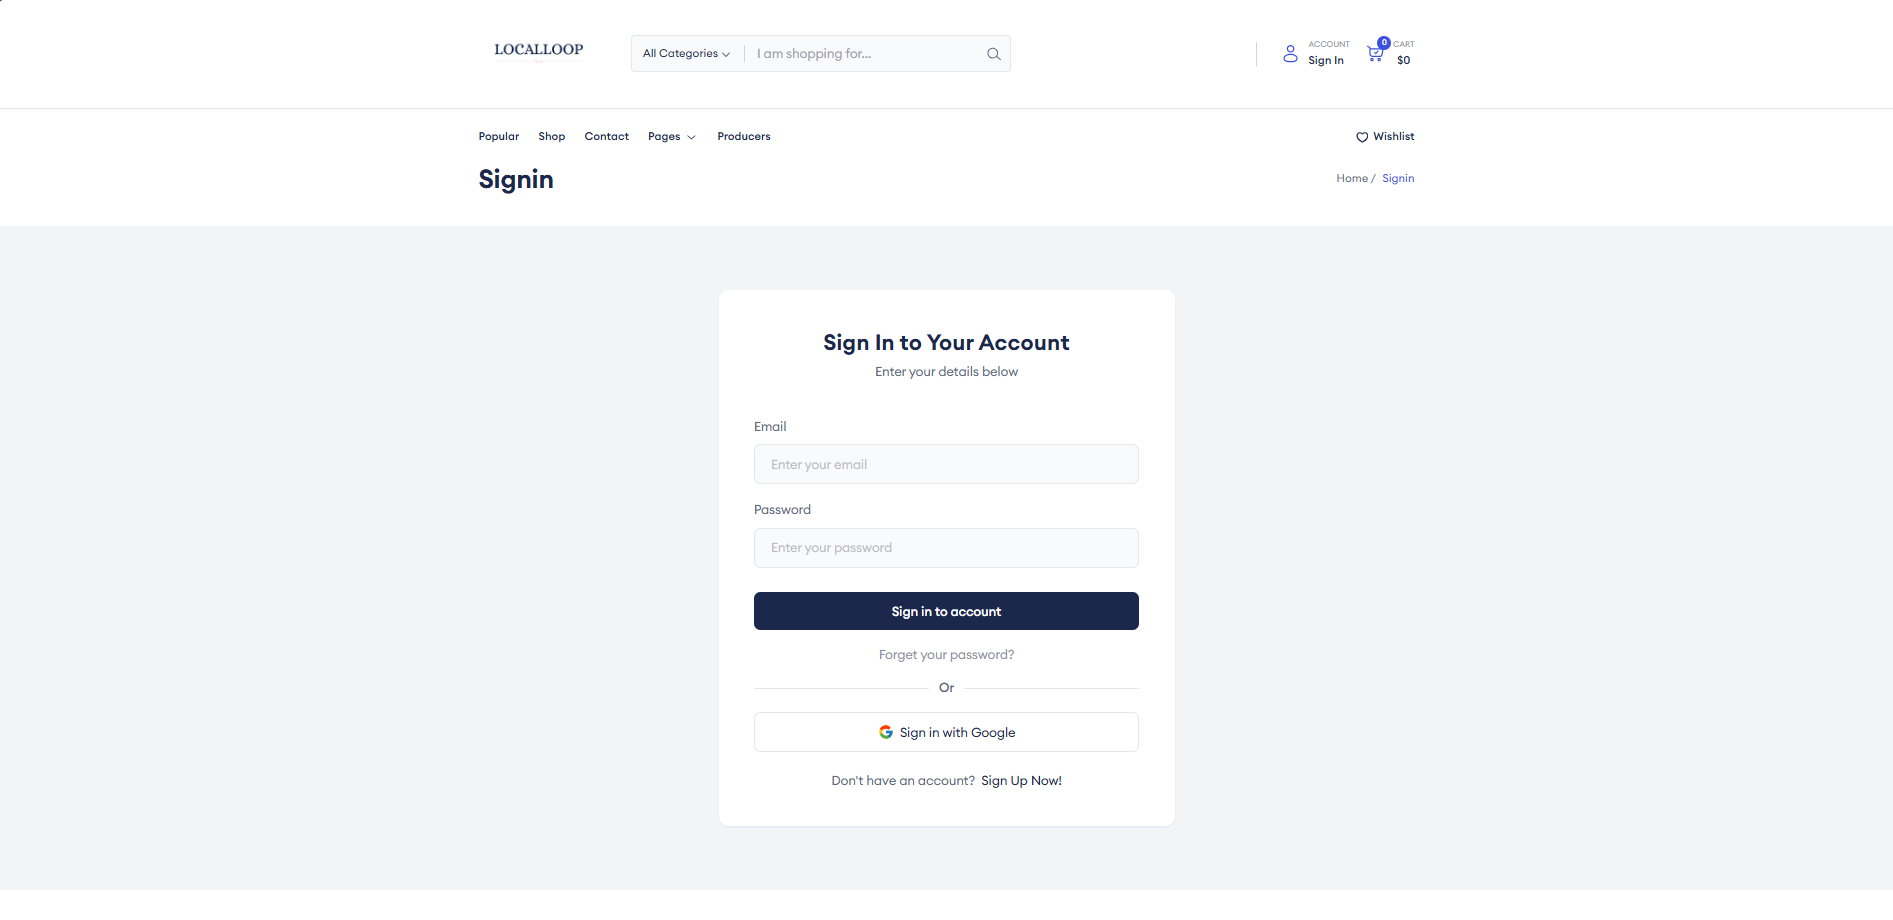 LOCALLOOP
All Categories
I am shopping for...
ACCOUNT
Sign In
0
CART
$0
Popular
Shop
Contact
Pages
Producers
Wishlist
Signin
Home / Signin
Sign In to Your Account
Enter your details below
Email
Enter your email
Password
Enter your password
Sign in to account
Forget your password?
Or
Sign in with Google
Don't have an account? Sign Up Now!